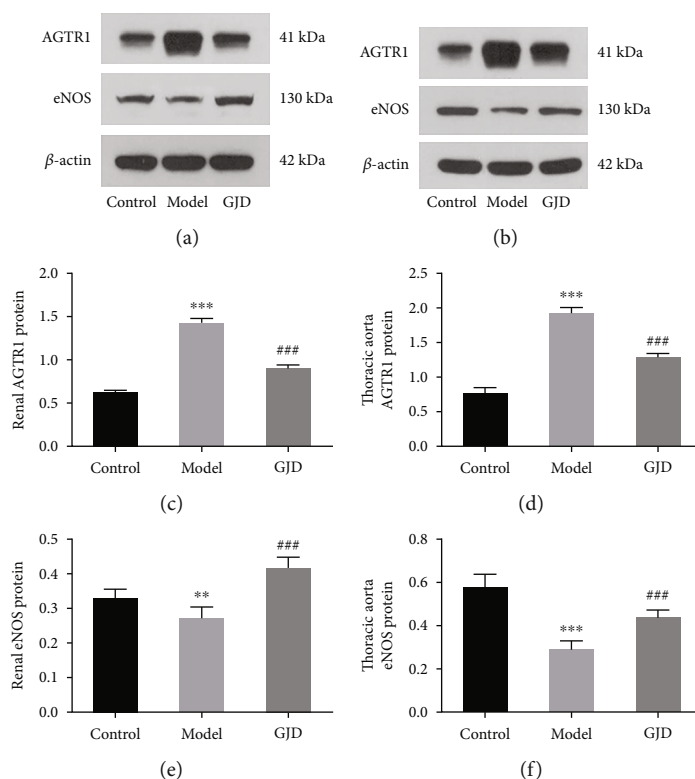 AGTR1 41 kDa
eNOS 130 kDa
β-actin 42 kDa
Control Model GJD
(a)
AGTR1 41 kDa
eNOS 130 kDa
β-actin 42 kDa
Control Model GJD
(b)
Renal AGTR1 protein
2.0
1.5
1.0
0.5
0.0
***
###
Control Model GJD
(c)
Thoracic aorta
AGTR1 protein
2.5
2.0
1.5
1.0
0.5
0.0
***
###
Control Model GJD
(d)
Renal eNOS protein
0.5
0.4
0.3
0.2
0.1
0.0
**
###
Control Model GJD
(e)
Thoracic aorta
eNOS protein
0.8
0.6
0.4
0.2
0.0
***
###
Control Model GJD
(f)